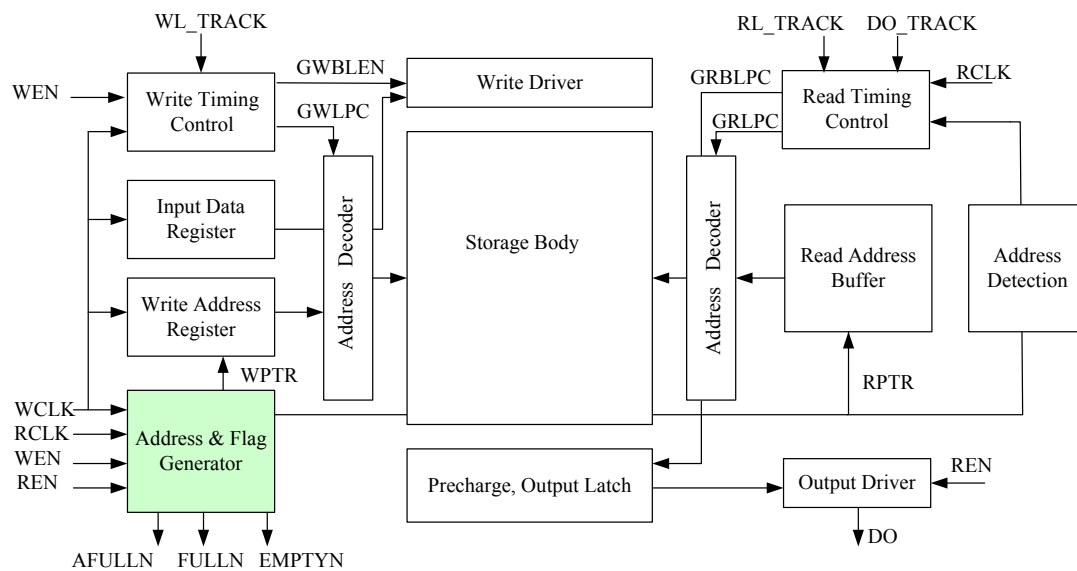 WL_TRACK
RL_TRACK
DO_TRACK
WEN
Write Timing
Control
GWBLEN
GWLPC
Write Driver
GRBLPC
GRLPC
Read Timing
Control
RCLK
Input Data
Register
Address Decoder
Storage Body
Address Decoder
Read Address
Buffer
Address
Detection
Write Address
Register
WPTR
RPTR
WCLK
RCLK
WEN
REN
Address & Flag
Generator
Precharge, Output Latch
Output Driver
REN
AFULLN
FULLN
EMPTYN
DO